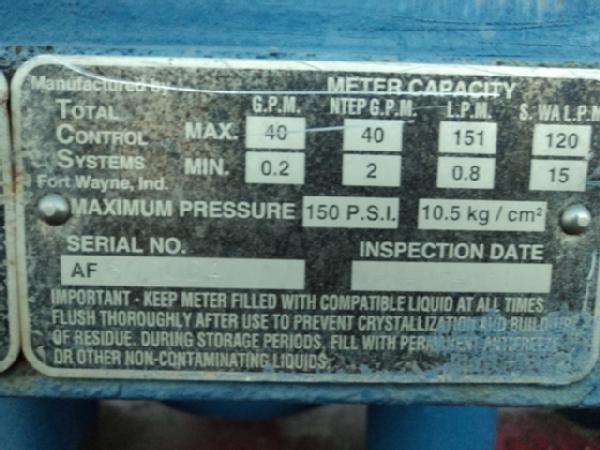 Manufactured by
METER CAPACITY
G.P.M. NTEP G.P.M. L.P.M. S. WA L.P.M
TOTAL
CONTROL
SYSTEMS
Fort Wayne, Ind.
MAX. 40 40 151 120
MIN. 0.2 2 0.8 15
MAXIMUM PRESSURE 150 P.S.I. 10.5 kg / cm²
SERIAL NO. INSPECTION DATE
AF
IMPORTANT - KEEP METER FILLED WITH COMPATIBLE LIQUID AT ALL TIMES
FLUSH THOROUGHLY AFTER USE TO PREVENT CRYSTALLIZATION AND BUILD-UP
OF RESIDUE. DURING STORAGE PERIODS, FILL WITH PERMANENT ANTIFREEZE
OR OTHER NON-CONTAMINATING LIQUIDS.